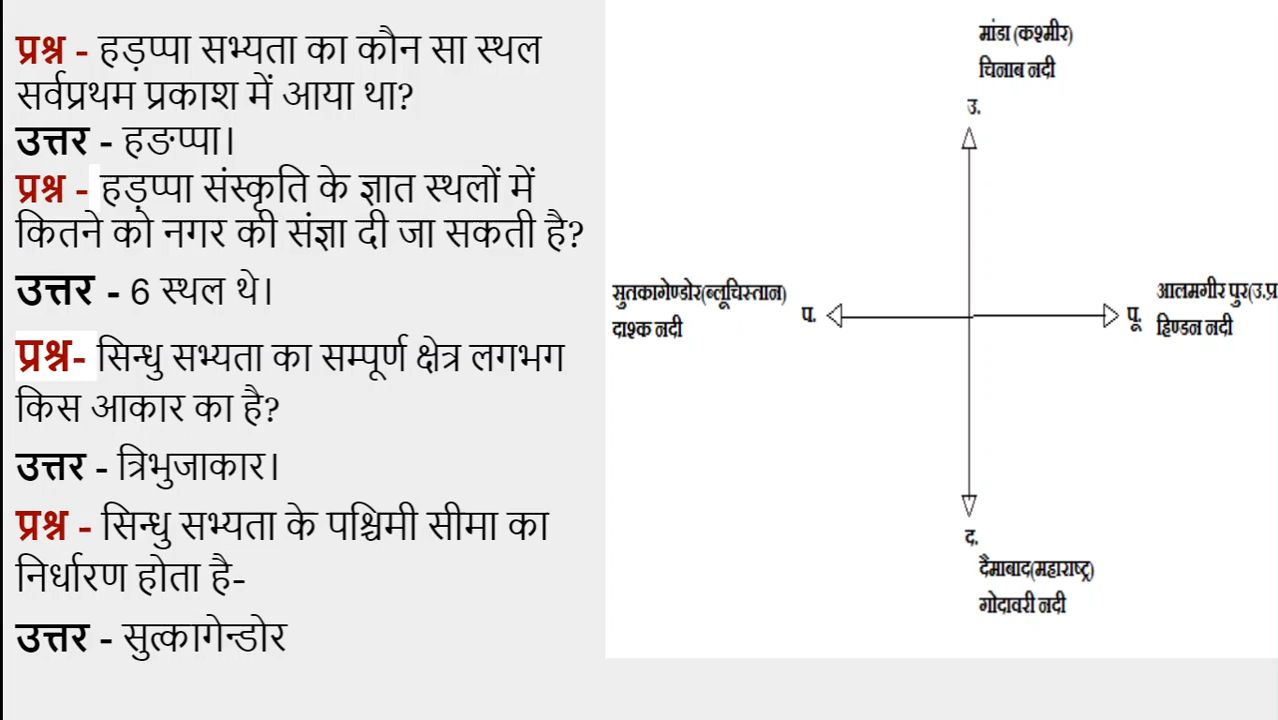 प्रश्न - हड़प्पा सभ्यता का कौन सा स्थल
सर्वप्रथम प्रकाश में आया था?
उत्तर - हङप्पा।
प्रश्न - हड़प्पा संस्कृति के ज्ञात स्थलों में
कितने को नगर की संज्ञा दी जा सकती है?
उत्तर - 6 स्थल थे।
प्रश्न- सिन्धु सभ्यता का सम्पूर्ण क्षेत्र लगभग
किस आकार का है?
उत्तर - त्रिभुजाकार।
प्रश्न - सिन्धु सभ्यता के पश्चिमी सीमा का
निर्धारण होता है-
उत्तर - सुत्कागेन्डोर
मांडा (कश्मीर)
चिनाब नदी
उ.
सुतकागेण्डोर(ब्लूचिस्तान)
दाश्क नदी
प.
पू.
आलमगीर पुर(उ.प्र
हिण्डन नदी
द.
दैमाबाद(महाराष्ट्र)
गोदावरी नदी